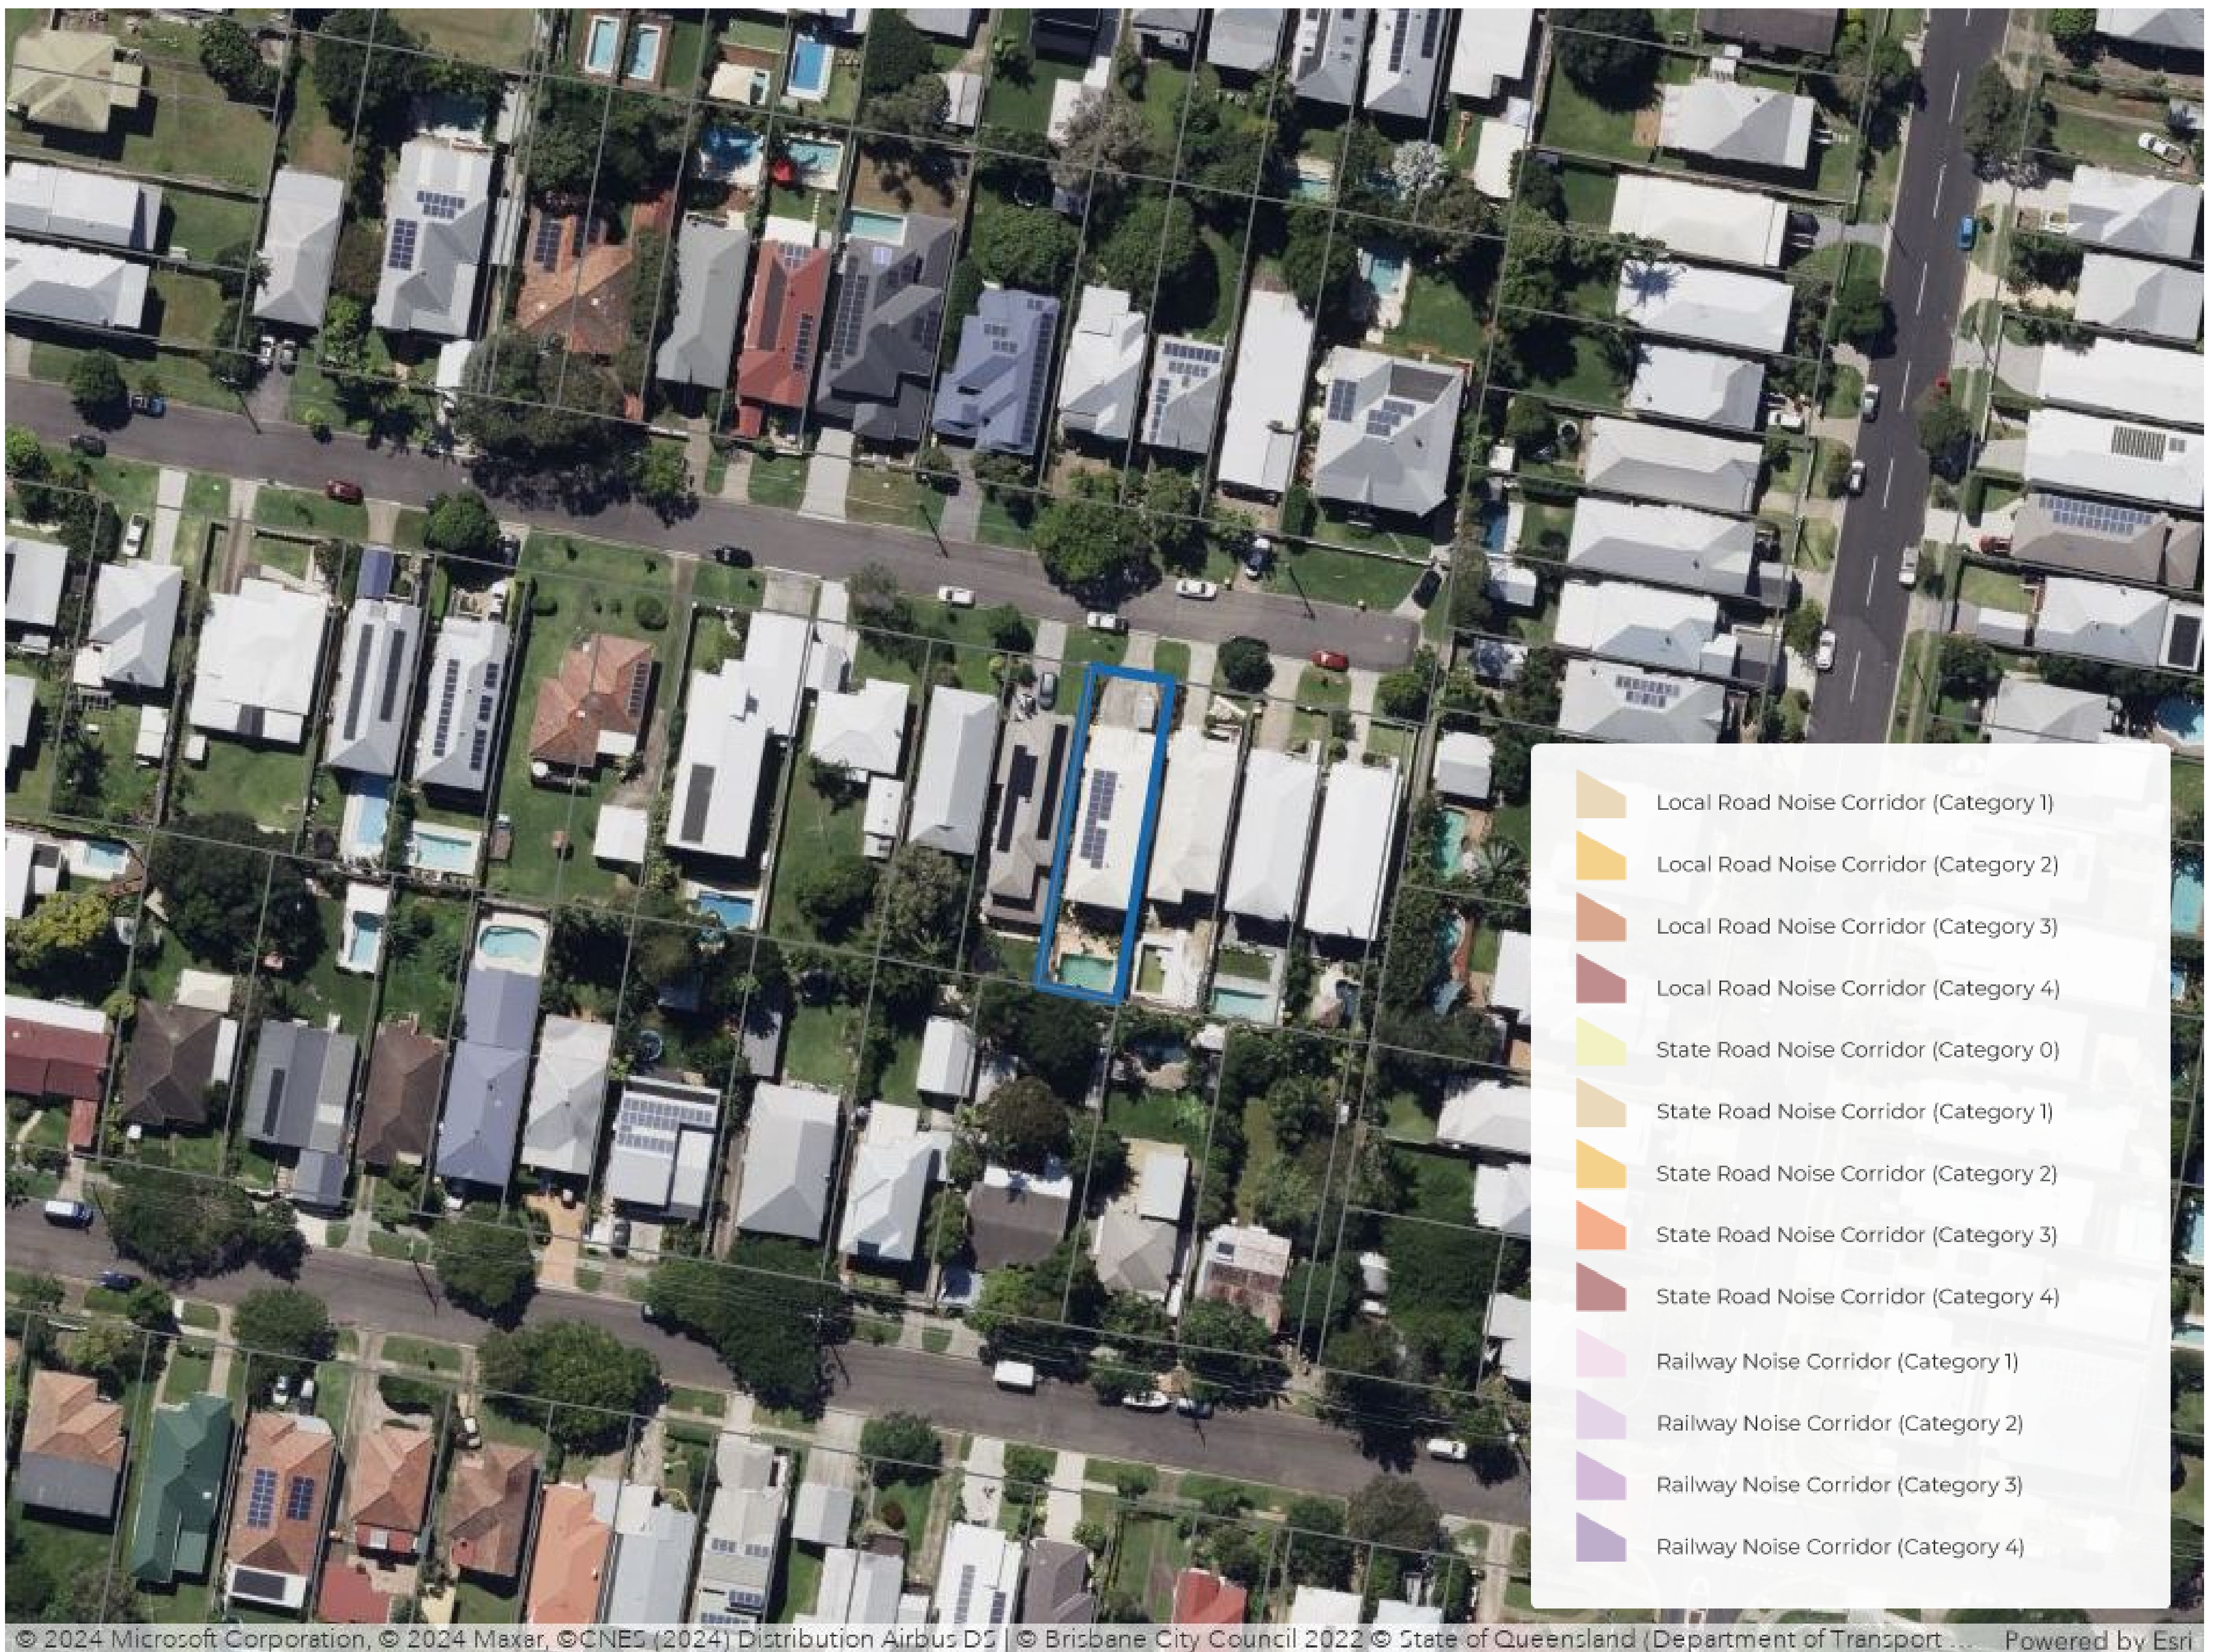 Local Road Noise Corridor (Category 1)
Local Road Noise Corridor (Category 2)
Local Road Noise Corridor (Category 3)
Local Road Noise Corridor (Category 4)
State Road Noise Corridor (Category 0)
State Road Noise Corridor (Category 1)
State Road Noise Corridor (Category 2)
State Road Noise Corridor (Category 3)
State Road Noise Corridor (Category 4)
Railway Noise Corridor (Category 1)
Railway Noise Corridor (Category 2)
Railway Noise Corridor (Category 3)
Railway Noise Corridor (Category 4)
© 2024 Microsoft Corporation, © 2024 Maxar, ©CNES (2024) Distribution Airbus DS | © Brisbane City Council 2022 © State of Queensland (Department of Transport ... Powered by Esri